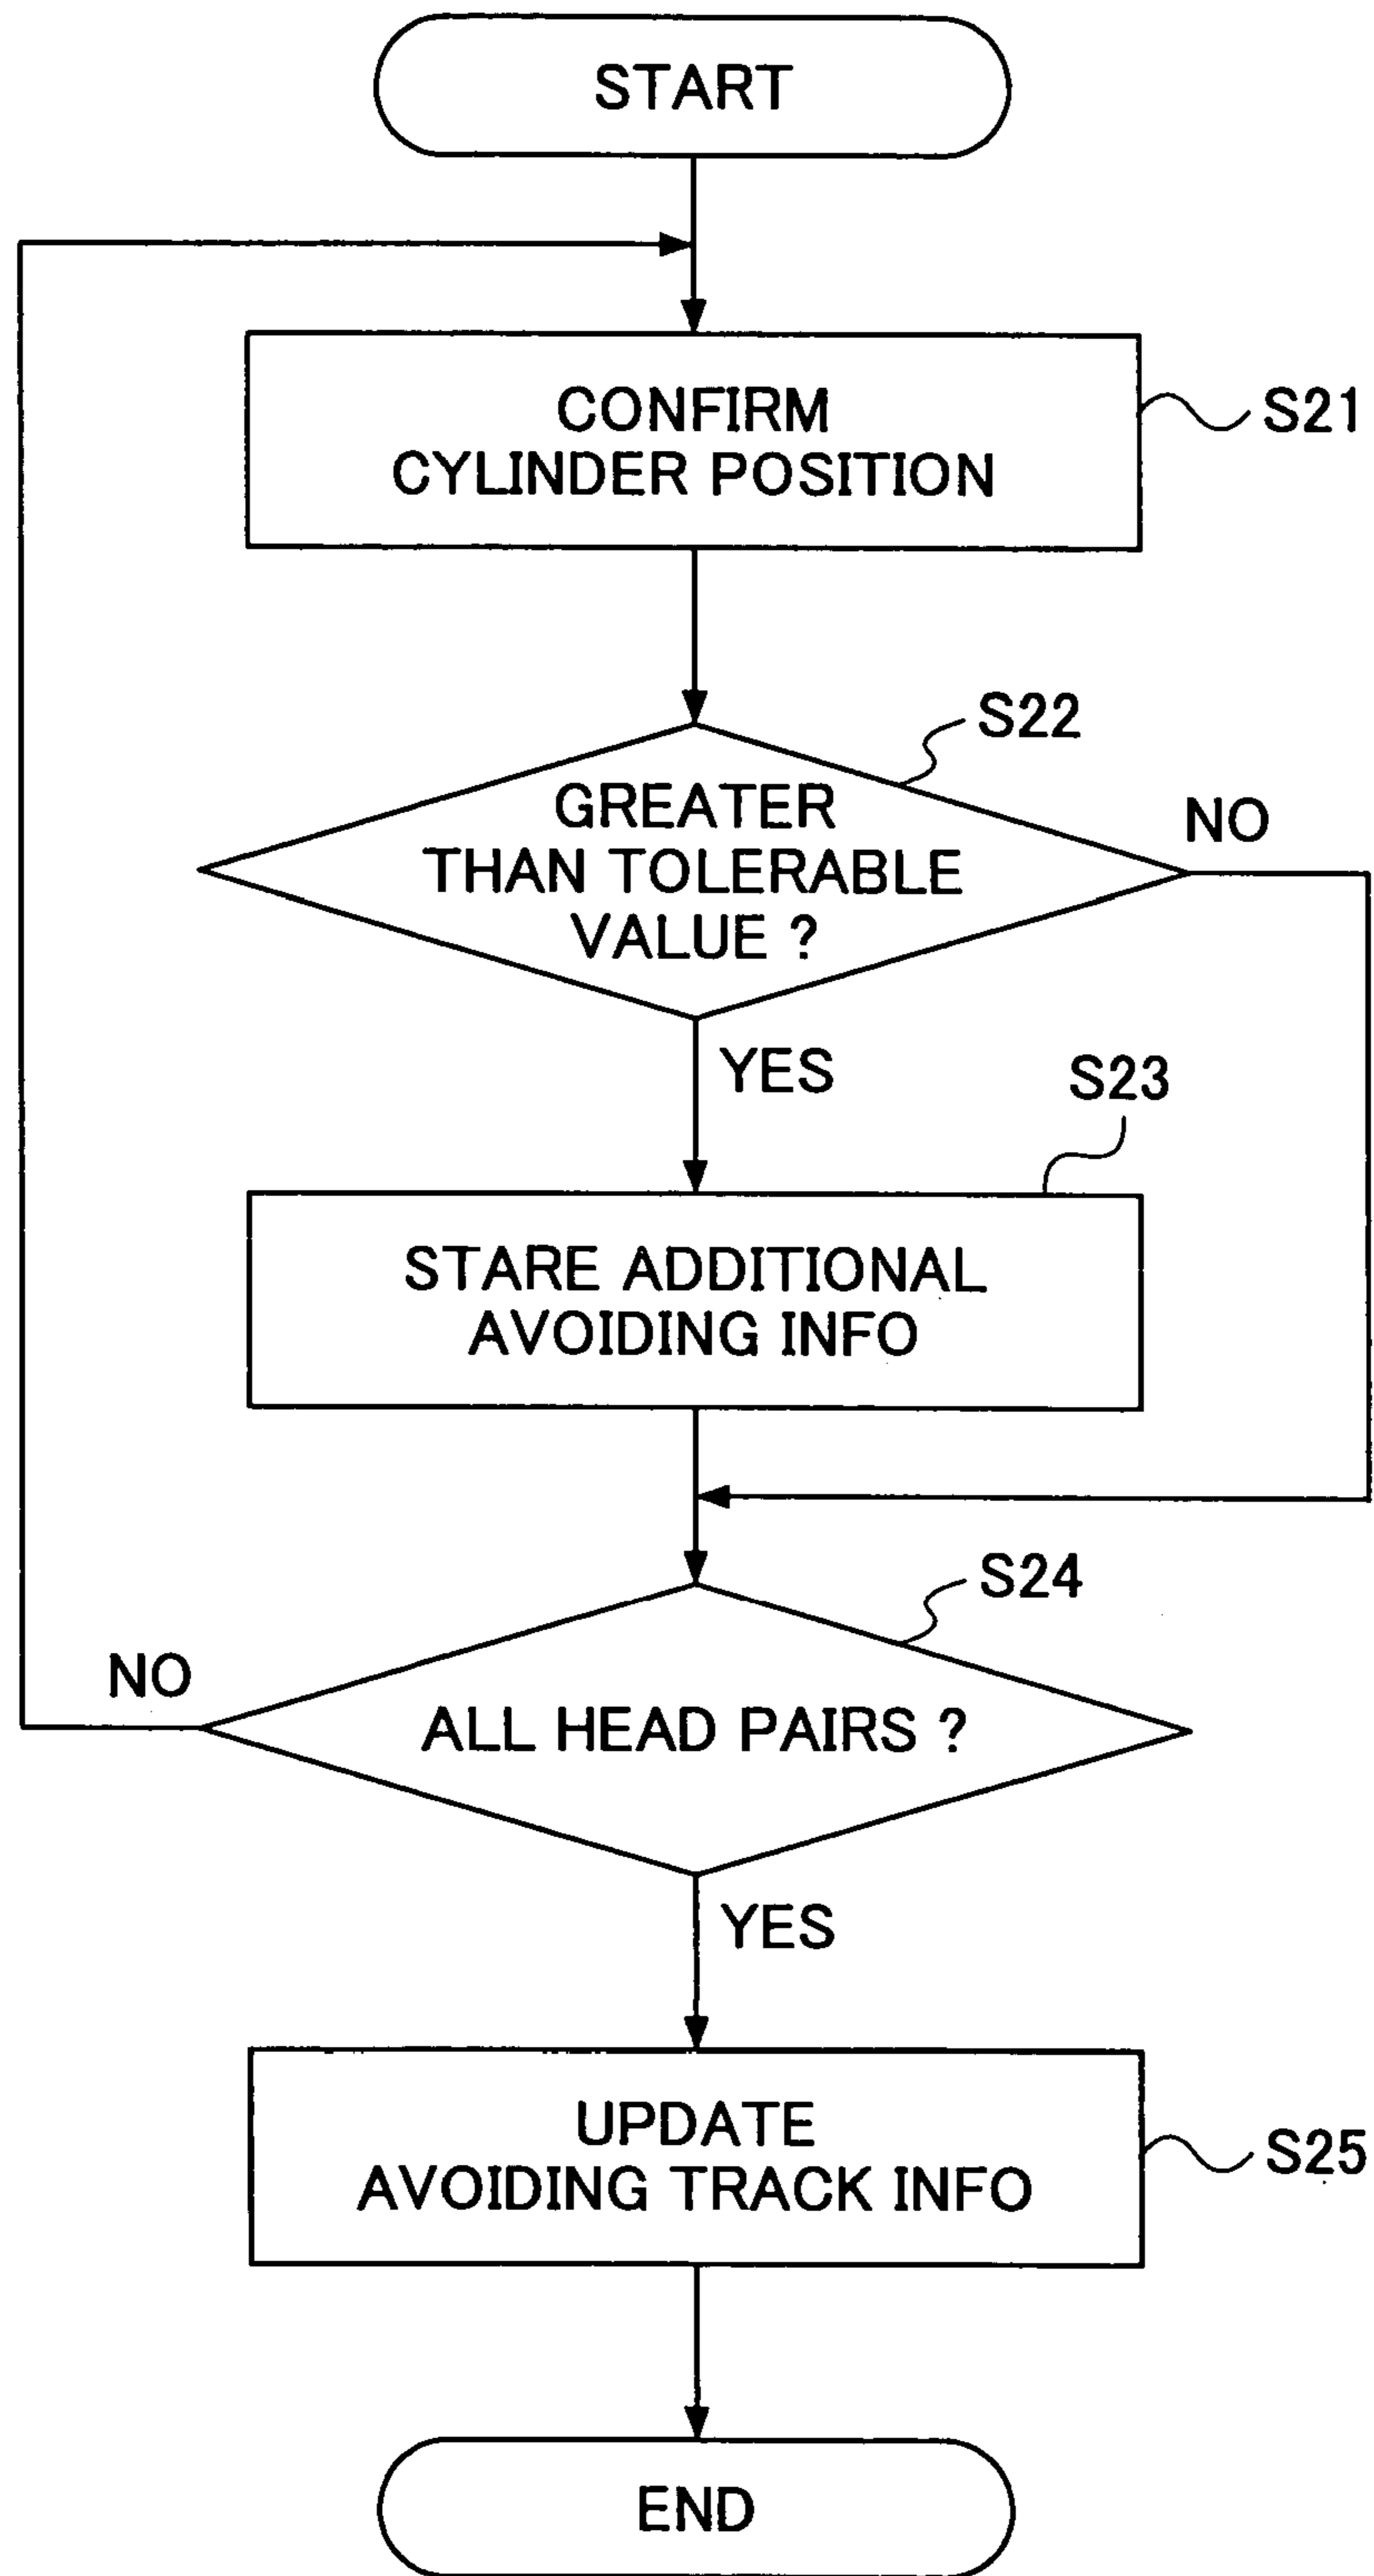 START
CONFIRM
CYLINDER POSITION
S21
S22
GREATER
THAN TOLERABLE
VALUE ?
NO
YES
S23
STARE ADDITIONAL
AVOIDING INFO
S24
NO
ALL HEAD PAIRS ?
YES
UPDATE
AVOIDING TRACK INFO
S25
END